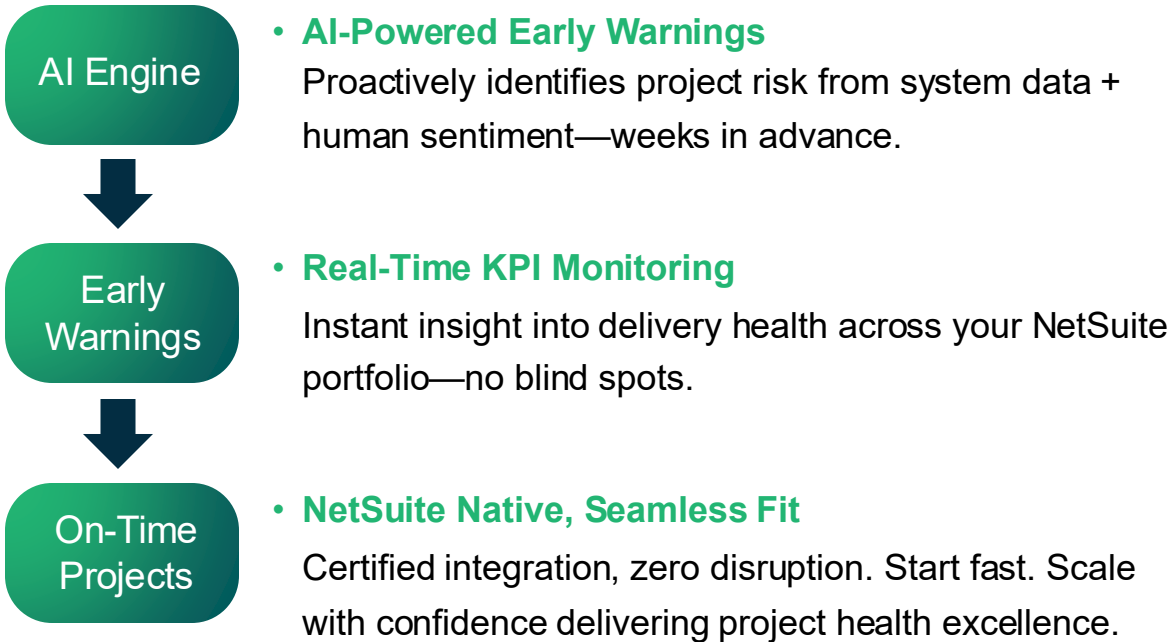 AI Engine
• AI-Powered Early Warnings
Proactively identifies project risk from system data +
human sentiment—weeks in advance.
Early
Warnings
• Real-Time KPI Monitoring
Instant insight into delivery health across your NetSuite
portfolio—no blind spots.
On-Time
Projects
• NetSuite Native, Seamless Fit
Certified integration, zero disruption. Start fast. Scale
with confidence delivering project health excellence.